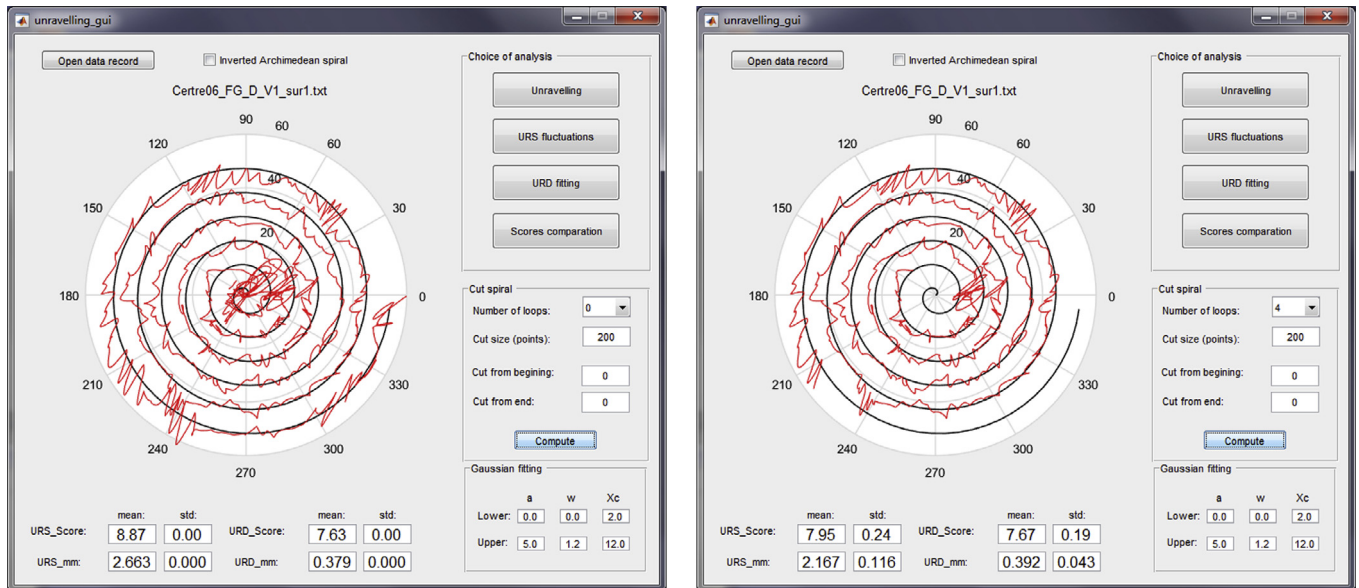 unravelling_gui
Open data record
Inverted Archimedean spiral
Certre06_FG_D_V1_sur1.txt
90
60
120
60
40
150
30
20
180
0
210
330
240
300
270
Choice of analysis
Unravelling
URS fluctuations
URD fitting
Scores comparation
Cut spiral
Number of loops: 0
Cut size (points): 200
Cut from begining: 0
Cut from end: 0
Compute
Gaussian fitting
a w Xc
Lower: 0.0 0.0 2.0
Upper: 5.0 1.2 12.0
mean: std: mean: std:
URS_Score: 8.87 0.00 URD_Score: 7.63 0.00
URS_mm: 2.663 0.000 URD_mm: 0.379 0.000
unravelling_gui
Open data record
Inverted Archimedean spiral
Certre06_FG_D_V1_sur1.txt
90
60
120
60
40
150
30
20
180
0
210
330
240
300
270
Choice of analysis
Unravelling
URS fluctuations
URD fitting
Scores comparation
Cut spiral
Number of loops: 4
Cut size (points): 200
Cut from begining: 0
Cut from end: 0
Compute
Gaussian fitting
a w Xc
Lower: 0.0 0.0 2.0
Upper: 5.0 1.2 12.0
mean: std: mean: std:
URS_Score: 7.95 0.24 URD_Score: 7.67 0.19
URS_mm: 2.167 0.116 URD_mm: 0.392 0.043